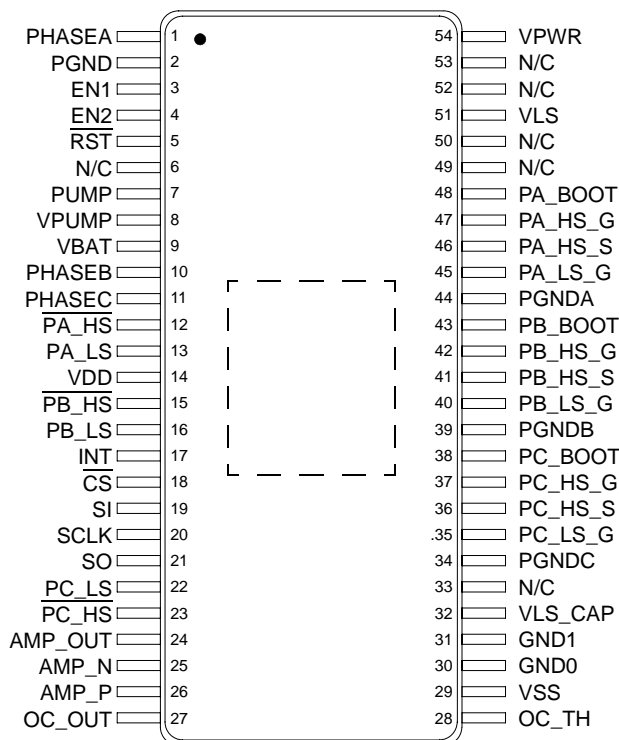 PHASEA 1 54 VPWR
PGND 2 53 N/C
EN1 3 52 N/C
EN2 4 51 VLS
RST 5 50 N/C
N/C 6 49 N/C
PUMP 7 48 PA_BOOT
VPUMP 8 47 PA_HS_G
VBAT 9 46 PA_HS_S
PHASEB 10 45 PA_LS_G
PHASEC 11 44 PGNDA
PA_HS 12 43 PB_BOOT
PA_LS 13 42 PB_HS_G
VDD 14 41 PB_HS_S
PB_HS 15 40 PB_LS_G
PB_LS 16 39 PGNDB
INT 17 38 PC_BOOT
CS 18 37 PC_HS_G
SI 19 36 PC_HS_S
SCLK 20 .35 PC_LS_G
SO 21 34 PGNDC
PC_LS 22 33 N/C
PC_HS 23 32 VLS_CAP
AMP_OUT 24 31 GND1
AMP_N 25 30 GND0
AMP_P 26 29 VSS
OC_OUT 27 28 OC_TH